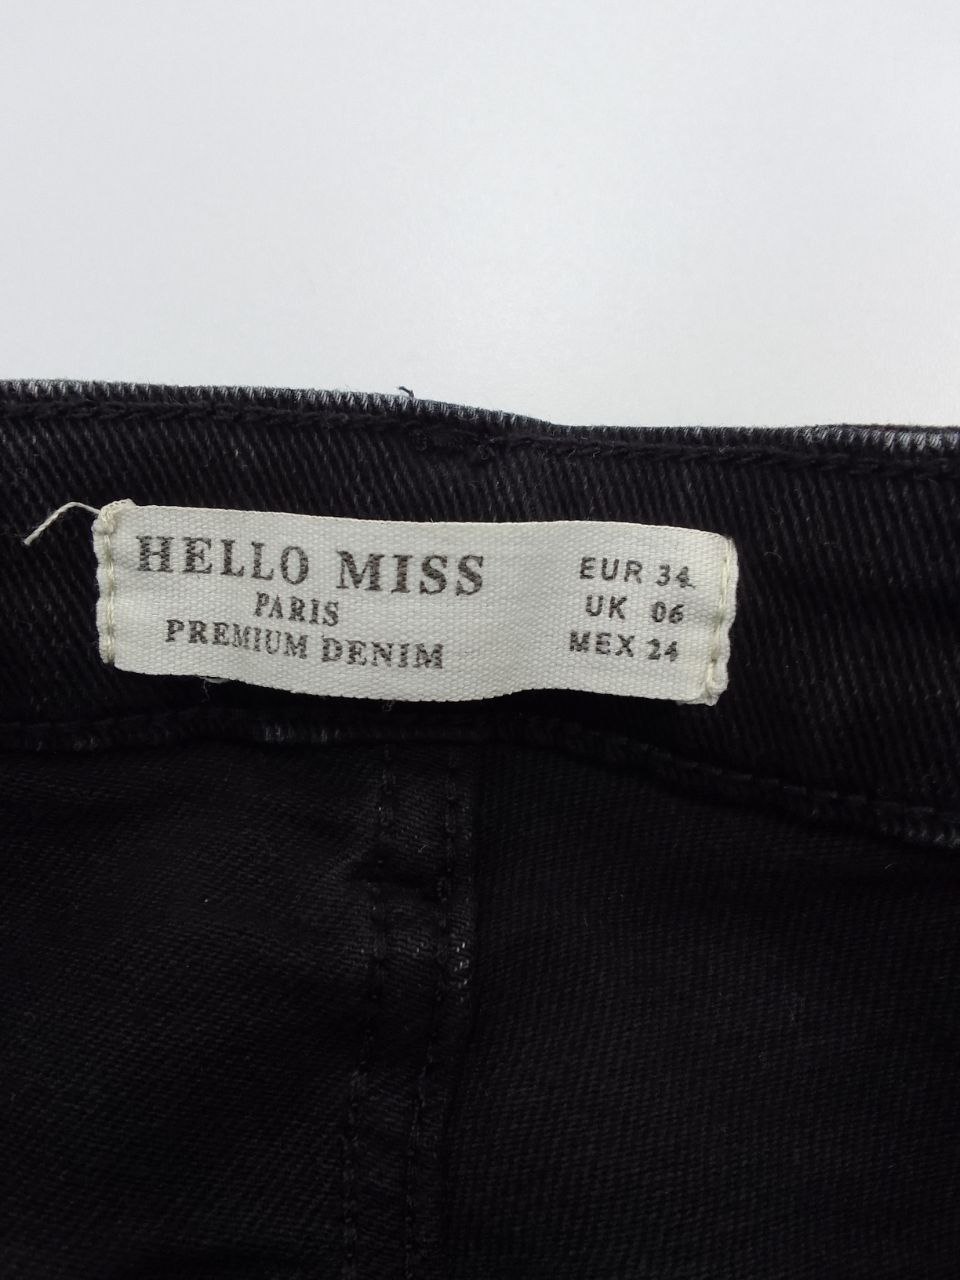 HELLO MISS
PARIS
PREMIUM DENIM
EUR 34
UK 06
MEX 24